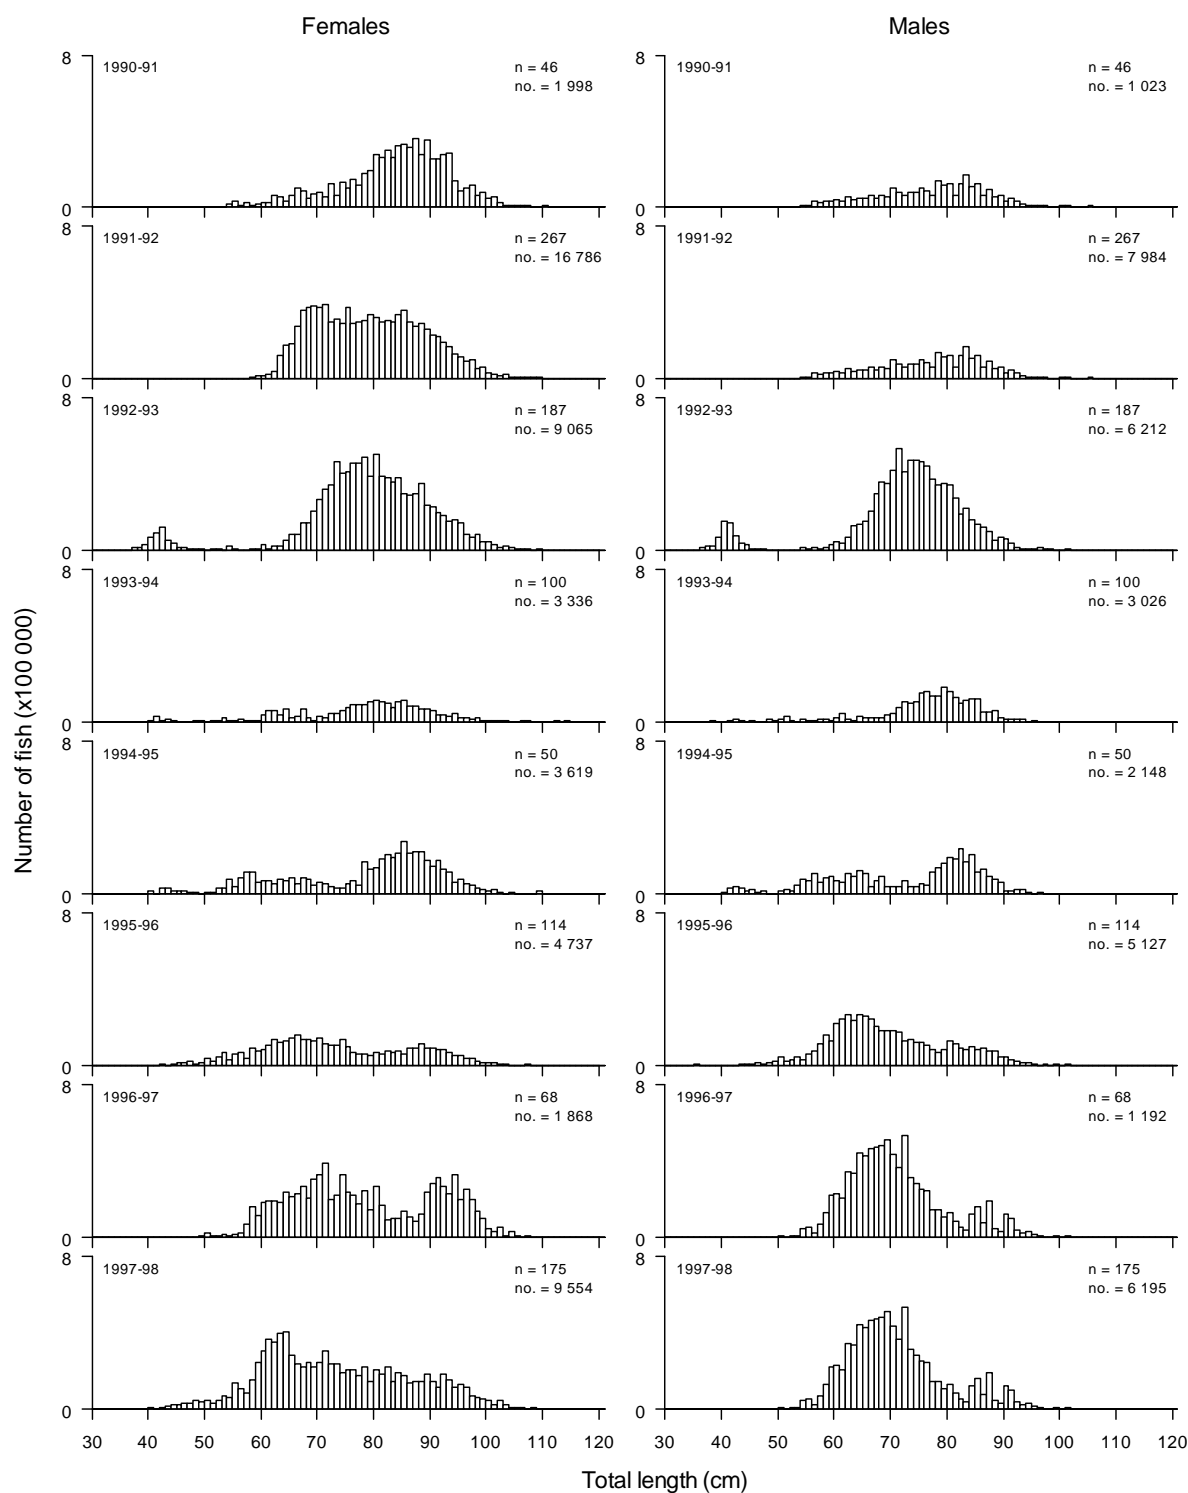 Females Males
8 1990-91 n = 46 8 1990-91 n = 46
no. = 1 998 no. = 1 023
0 0
8 1991-92 n = 267 8 1991-92 n = 267
no. = 16 786 no. = 7 984
0 0
8 1992-93 n = 187 8 1992-93 n = 187
no. = 9 065 no. = 6 212
0 0
8 1993-94 n = 100 8 1993-94 n = 100
no. = 3 336 no. = 3 026
0 0
8 1994-95 n = 50 8 1994-95 n = 50
no. = 3 619 no. = 2 148
0 0
8 1995-96 n = 114 8 1995-96 n = 114
no. = 4 737 no. = 5 127
0 0
8 1996-97 n = 68 8 1996-97 n = 68
no. = 1 868 no. = 1 192
0 0
8 1997-98 n = 175 8 1997-98 n = 175
no. = 9 554 no. = 6 195
0 0
30 40 50 60 70 80 90 100 110 120 30 40 50 60 70 80 90 100 110 120
Total length (cm)
Number of fish (x100 000)